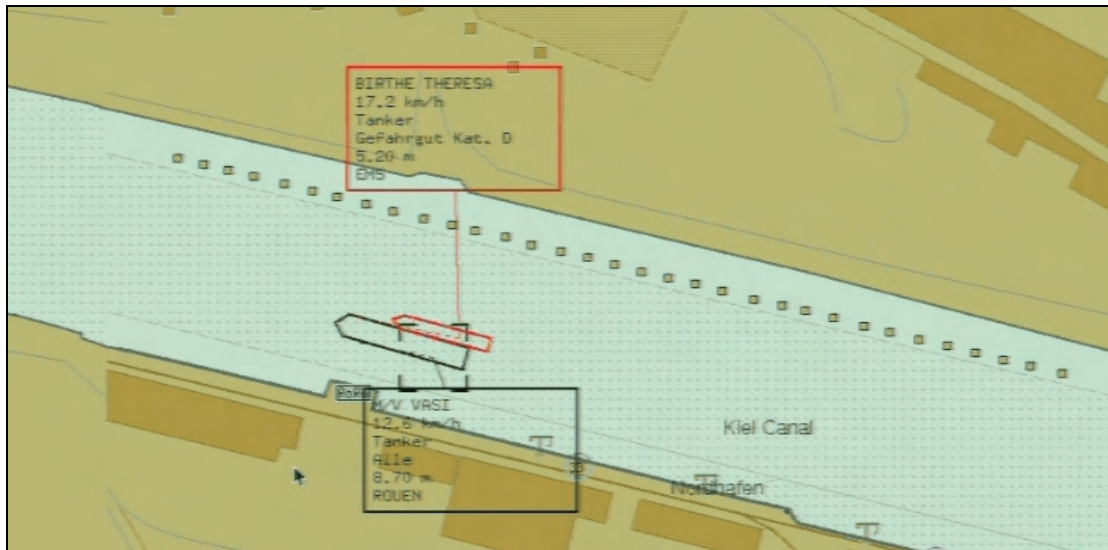 BIRTHE THERESA
17.2 km/h
Tanker
Gefahrgut Kat. D
5.20 m
EMS
M/V VASI
12.6 km/h
Tanker
Alle
8.70 m
ROUEN
Kiel Canal
Nordhafen